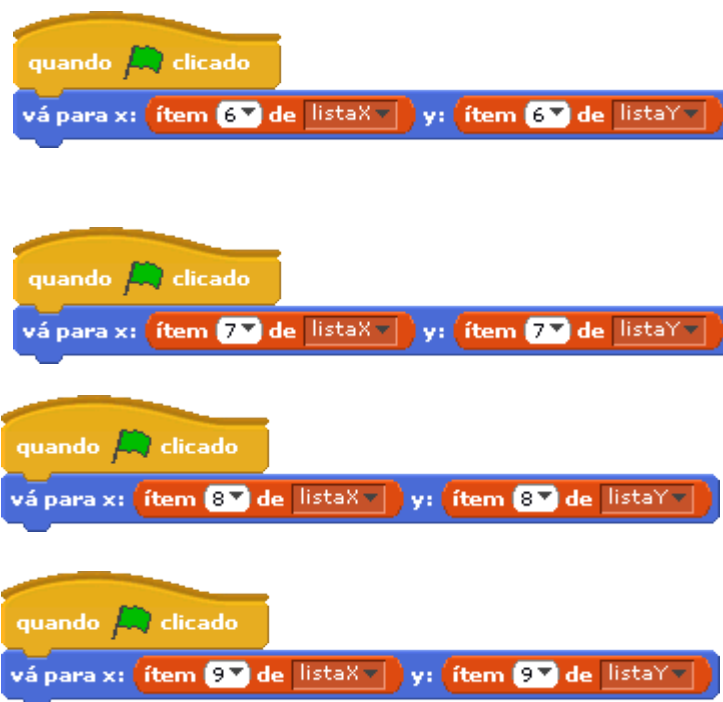 quando clicado
vá para x: ítem 6 de listaX y: ítem 6 de listaY
quando clicado
vá para x: ítem 7 de listaX y: ítem 7 de listaY
quando clicado
vá para x: ítem 8 de listaX y: ítem 8 de listaY
quando clicado
vá para x: ítem 9 de listaX y: ítem 9 de listaY